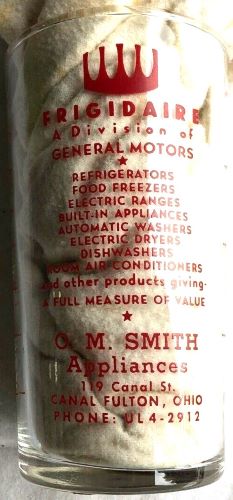 FRIGIDAIRE
A Division of
GENERAL MOTORS
★
REFRIGERATORS
FOOD FREEZERS
ELECTRIC RANGES
BUILT-IN APPLIANCES
AUTOMATIC WASHERS
ELECTRIC DRYERS
DISHWASHERS
ROOM AIR CONDITIONERS
and other products giving-
A FULL MEASURE OF VALUE
★
C. M. SMITH
Appliances
119 Canal St.
CANAL FULTON, OHIO
PHONE: UL 4-2912